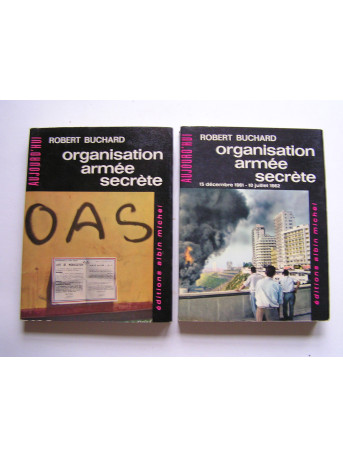 AUJOURD'HUI
ROBERT BUCHARD
organisation
armée
secrète
OAS
éditions albin michel
AUJOURD'HUI
ROBERT BUCHARD
organisation
armée
secrète
15 décembre 1961 - 10 juillet 1962
éditions albin michel